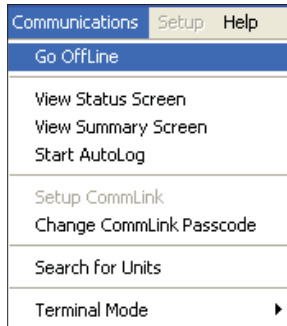 Communications Setup Help
Go OffLine
View Status Screen
View Summary Screen
Start AutoLog
Setup CommLink
Change CommLink Passcode
Search for Units
Terminal Mode